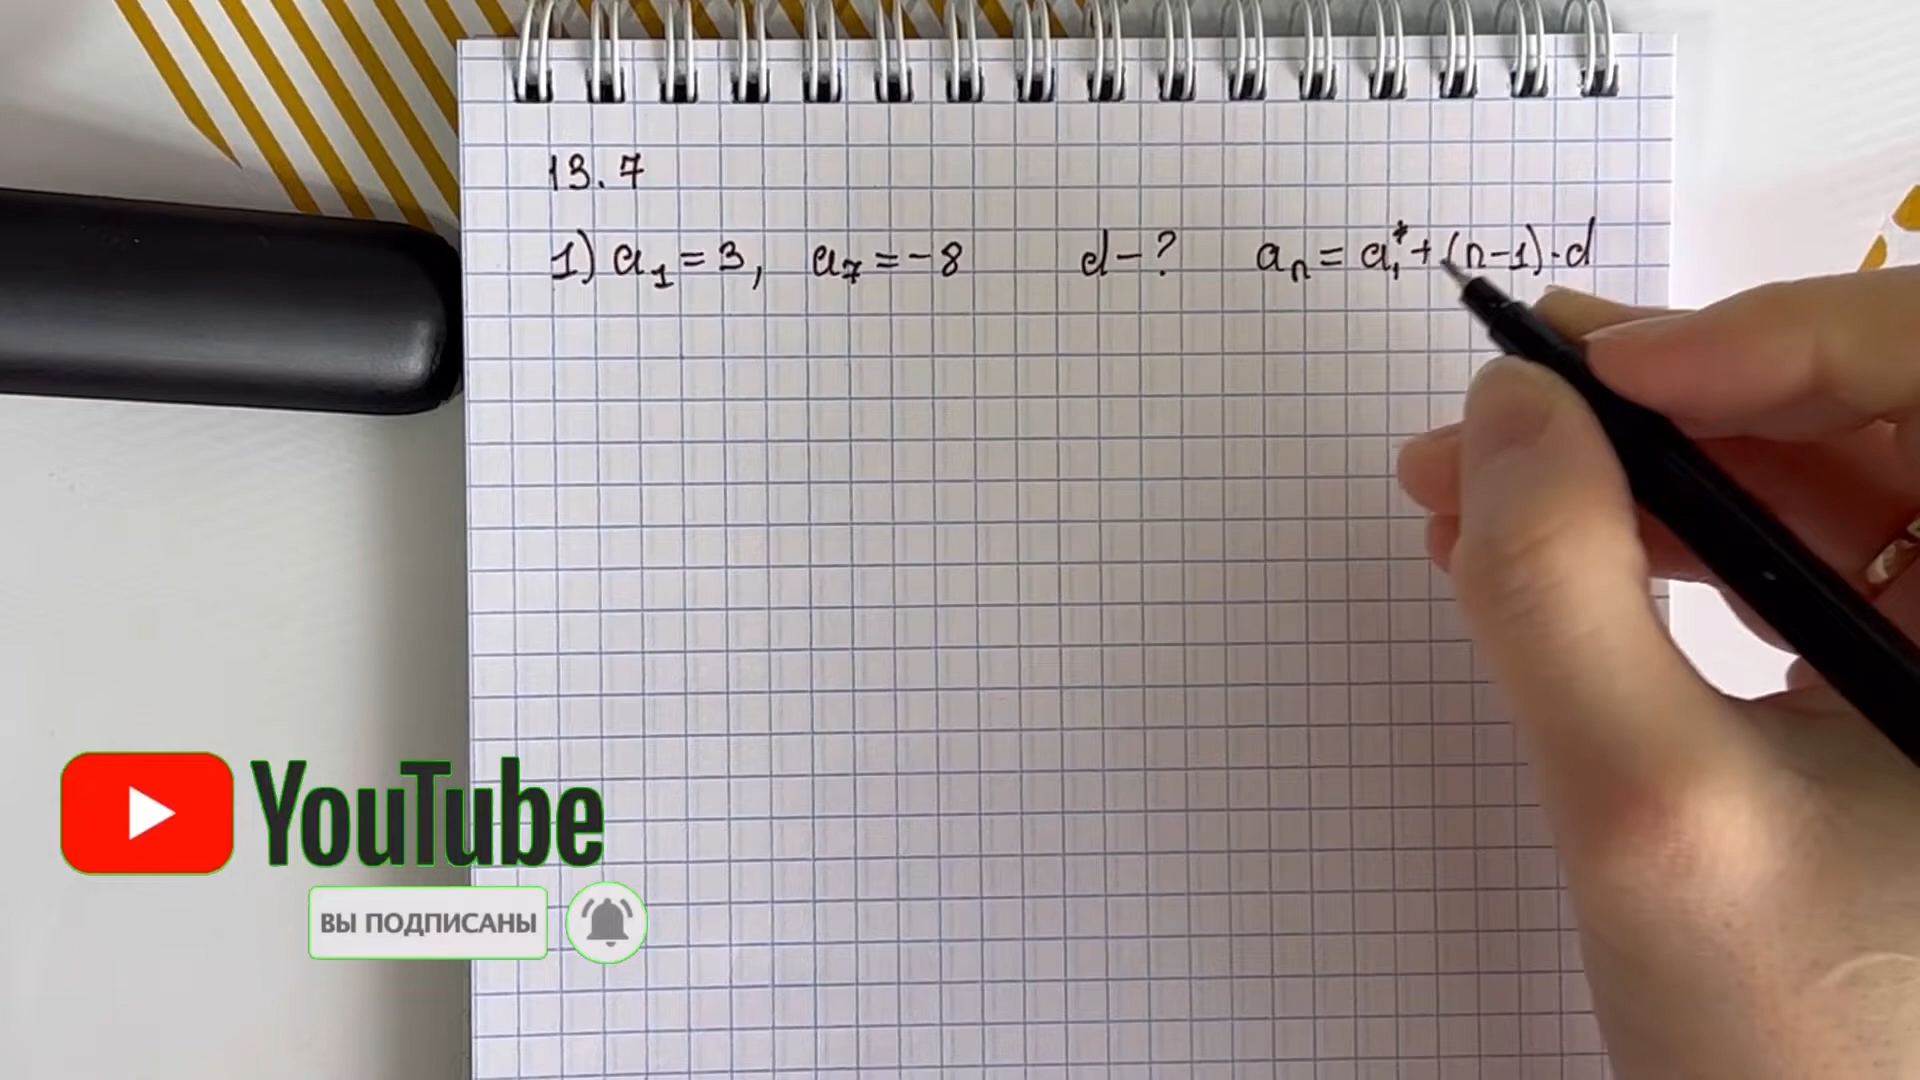 13.7
1) a₁ = 3, a₇ = -8 d - ? aₙ = a₁ + (n-1)·d
YouTube
ВЫ ПОДПИСАНЫ